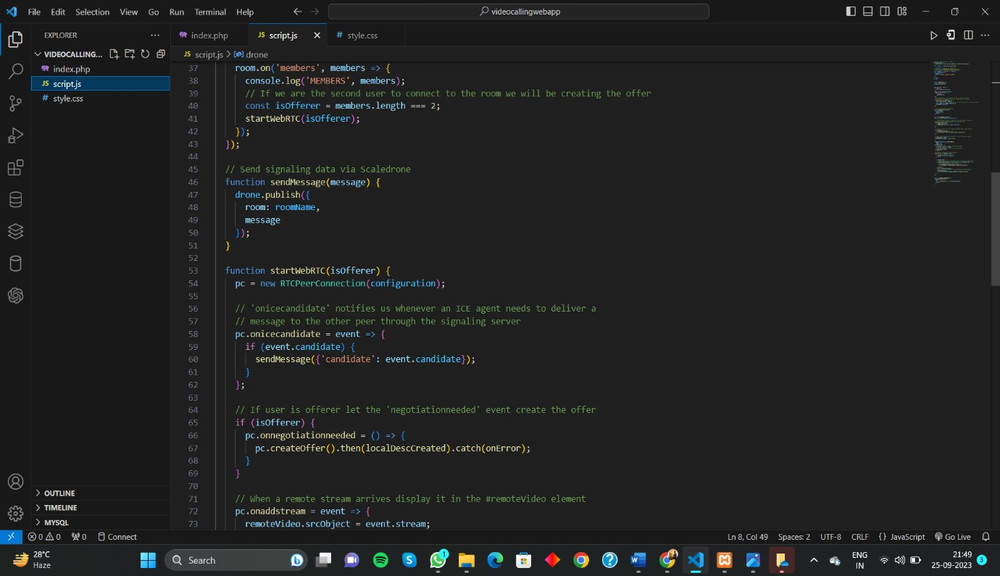 File Edit Selection View Go Run Terminal Help
videocallingwebapp
EXPLORER
index.php
JS script.js
# style.css
VIDEOCALLING...
index.php
JS script.js
# style.css
JS script.js > drone
37 room.on('members', members => {
38 console.log('MEMBERS', members);
39 // If we are the second user to connect to the room we will be creating the offer
40 const isOfferer = members.length === 2;
41 startWebRTC(isOfferer);
42 });
43 });
44
45 // Send signaling data via Scaledrone
46 function sendMessage(message) {
47 drone.publish({
48 room: roomName,
49 message
50 });
51 }
52
53 function startWebRTC(isOfferer) {
54 pc = new RTCPeerConnection(configuration);
55
56 // 'onicecandidate' notifies us whenever an ICE agent needs to deliver a
57 // message to the other peer through the signaling server
58 pc.onicecandidate = event => {
59 if (event.candidate) {
60 sendMessage({'candidate': event.candidate});
61 }
62 };
63
64 // If user is offerer let the 'negotiationneeded' event create the offer
65 if (isOfferer) {
66 pc.onnegotiationneeded = () => {
67 pc.createOffer().then(localDescCreated).catch(onError);
68 }
69 }
70
71 // When a remote stream arrives display it in the #remoteVideo element
72 pc.onaddstream = event => {
73 remoteVideo.srcObject = event.stream;
OUTLINE
TIMELINE
MYSQL
0 0 0 Connect
Ln 8, Col 49 Spaces: 2 UTF-8 CRLF {} JavaScript Go Live
28°C
Haze
Search
1
ENG
IN
21:49
25-09-2023
3